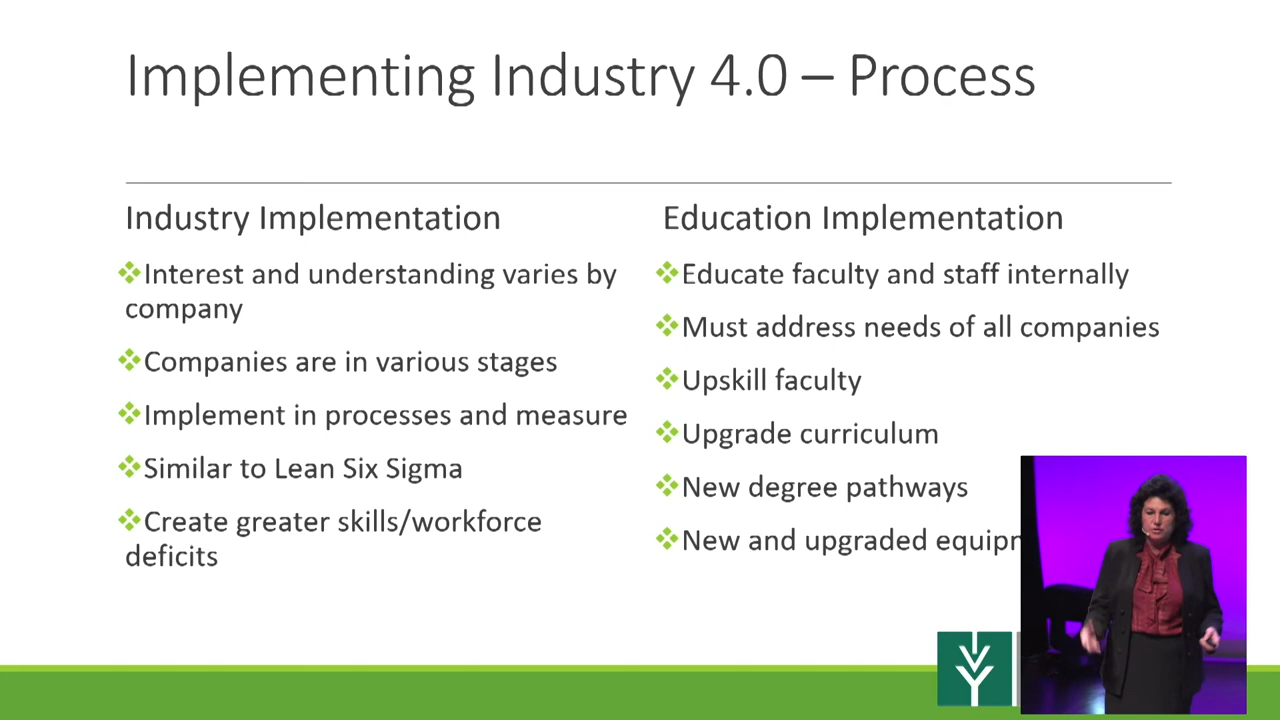 Implementing Industry 4.0 – Process
Industry Implementation
❖Interest and understanding varies by
company
❖Companies are in various stages
❖Implement in processes and measure
❖Similar to Lean Six Sigma
❖Create greater skills/workforce
deficits
Education Implementation
❖Educate faculty and staff internally
❖Must address needs of all companies
❖Upskill faculty
❖Upgrade curriculum
❖New degree pathways
❖New and upgraded